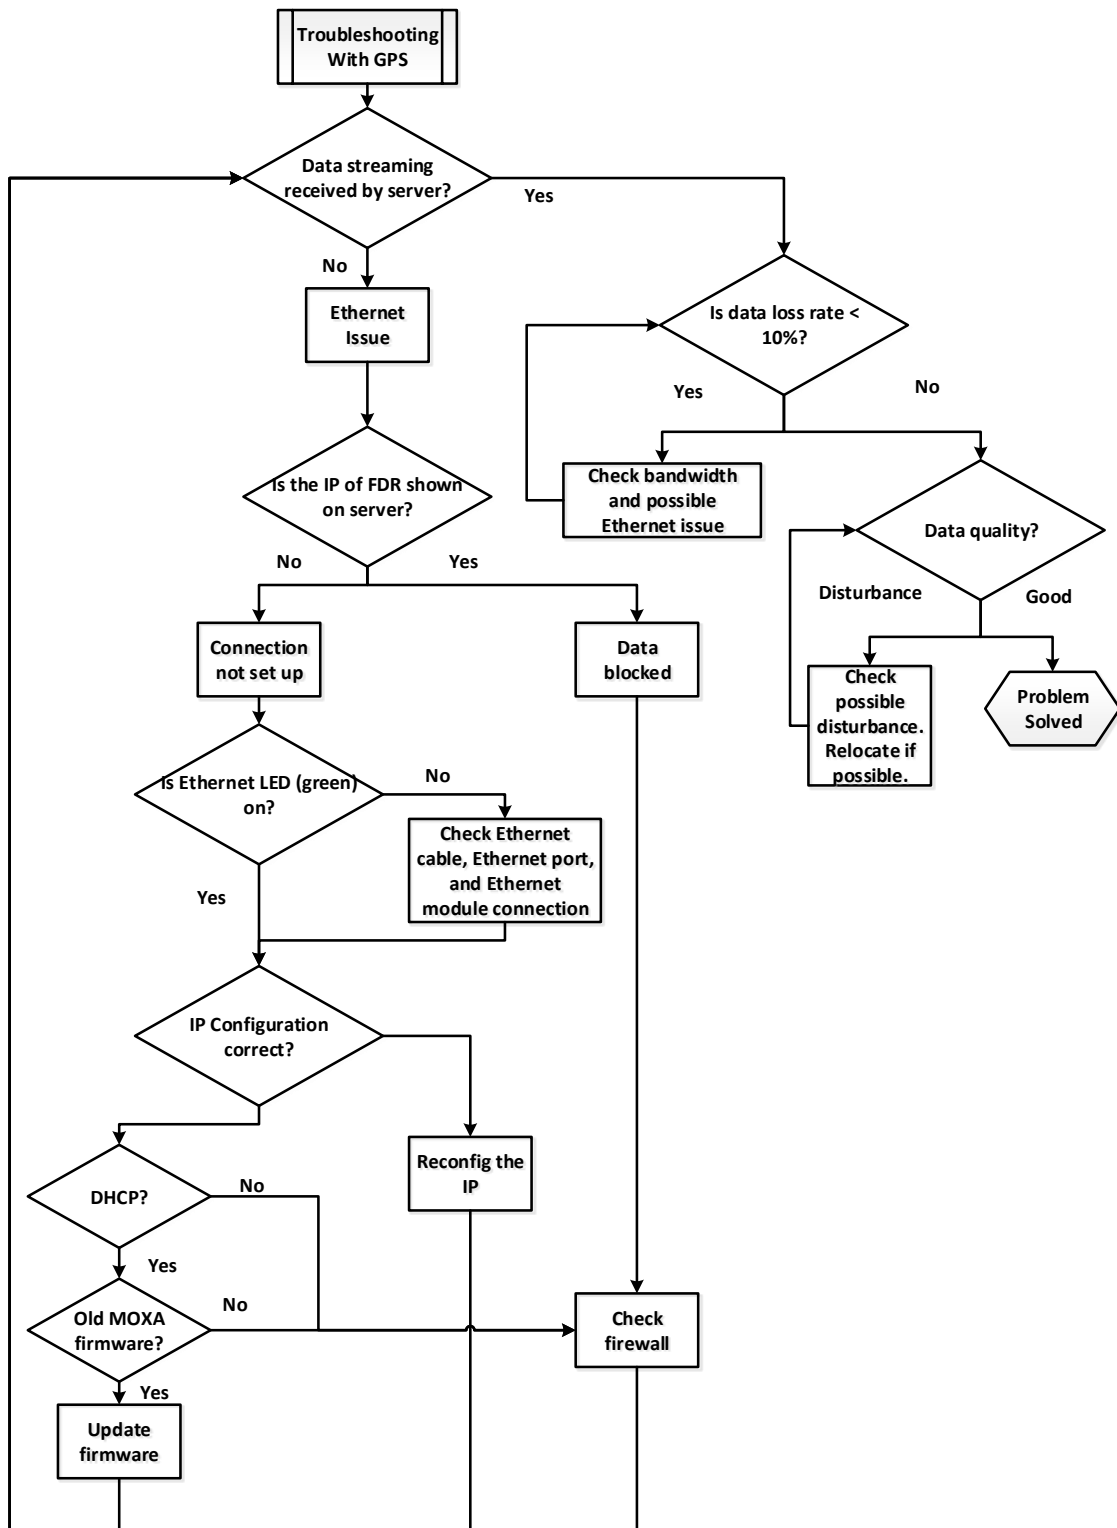 Troubleshooting
With GPS
Data streaming
received by server?
Yes
No
Ethernet
Issue
Is data loss rate <
10%?
Yes
No
Is the IP of FDR shown
on server?
Check bandwidth
and possible
Ethernet issue
Data quality?
No
Yes
Disturbance
Good
Connection
not set up
Data
blocked
Check
possible
disturbance.
Relocate if
possible.
Problem
Solved
Is Ethernet LED (green)
on?
No
Check Ethernet
cable, Ethernet port,
and Ethernet
module connection
Yes
IP Configuration
correct?
Reconfig the
IP
DHCP?
No
Yes
Old MOXA
firmware?
No
Check
firewall
Yes
Update
firmware